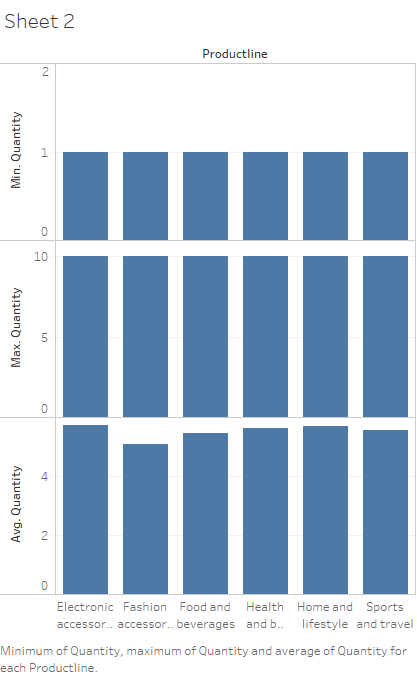 Sheet 2
Productline
2
Min. Quantity
1
0
10
Max. Quantity
5
0
Avg. Quantity
4
2
0
Electronic Fashion Food and Health Home and Sports
accessor.. accessor.. beverages and b.. lifestyle and travel
Minimum of Quantity, maximum of Quantity and average of Quantity for
each Productline.